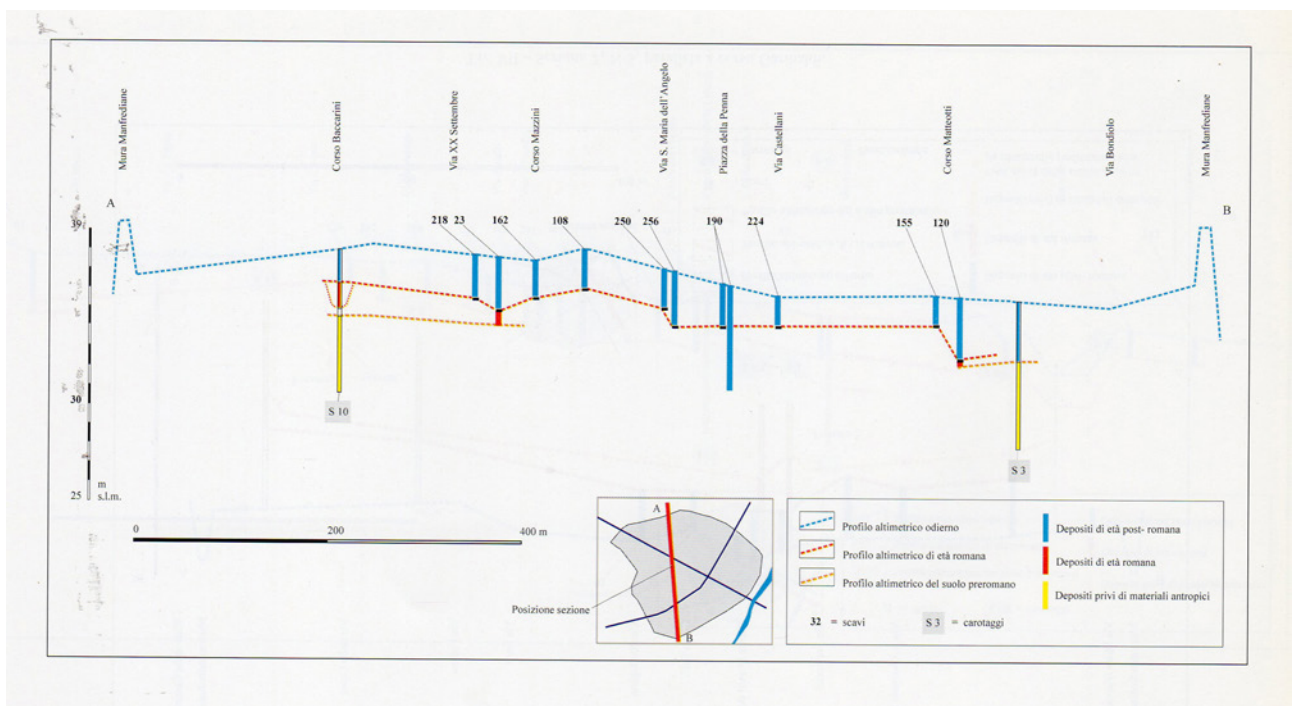 Mura Manfrediane
Corso Baccarini
Via XX Settembre
Corso Mazzini
Via S. Maria dell'Angelo
Piazza della Penna
Via Castellani
Corso Matteotti
Via Bondiolo
Mura Manfrediane
A
B
39
218 23 162 108 250 256 190 224 155 120
30
S 10
S 3
25
m
s.l.m.
0 200 400 m
A
Posizione sezione
B
Profilo altimetrico odierno
Profilo altimetrico di età romana
Profilo altimetrico del suolo preromano
32 = scavi
S 3 = carotaggi
Depositi di età post- romana
Depositi di età romana
Depositi privi di materiali antropici